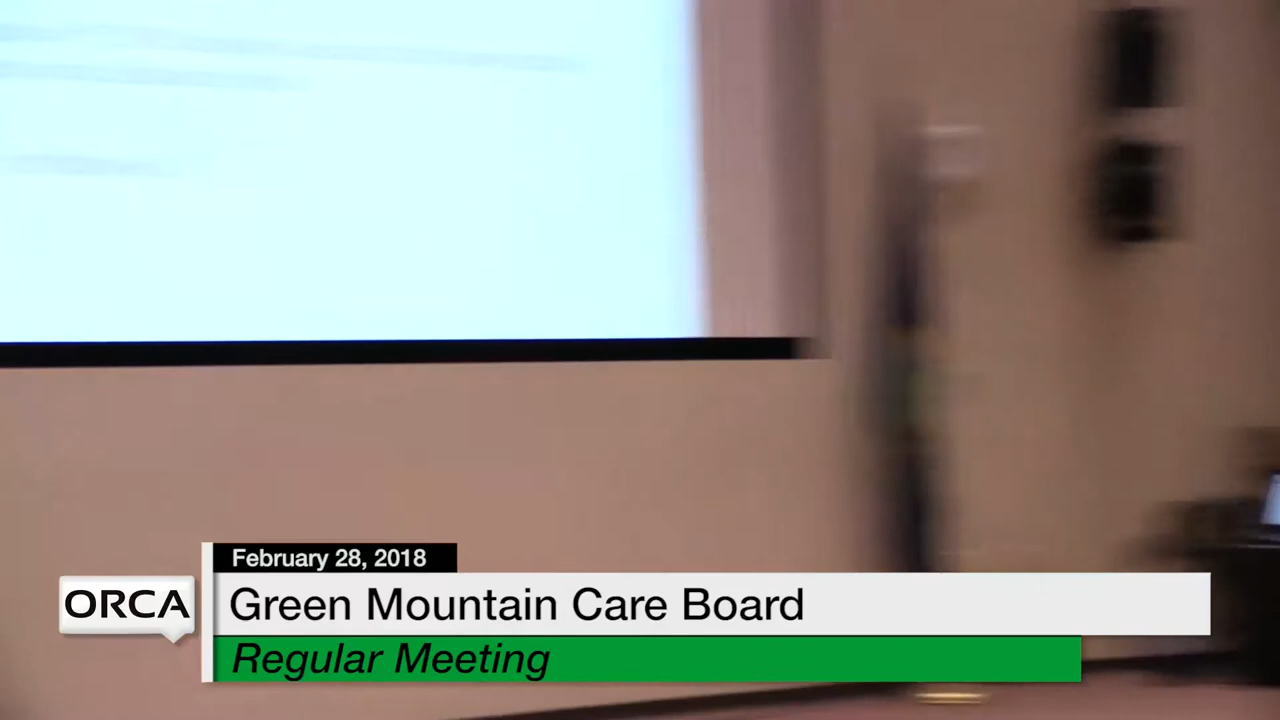 February 28, 2018
ORCA
Green Mountain Care Board
Regular Meeting